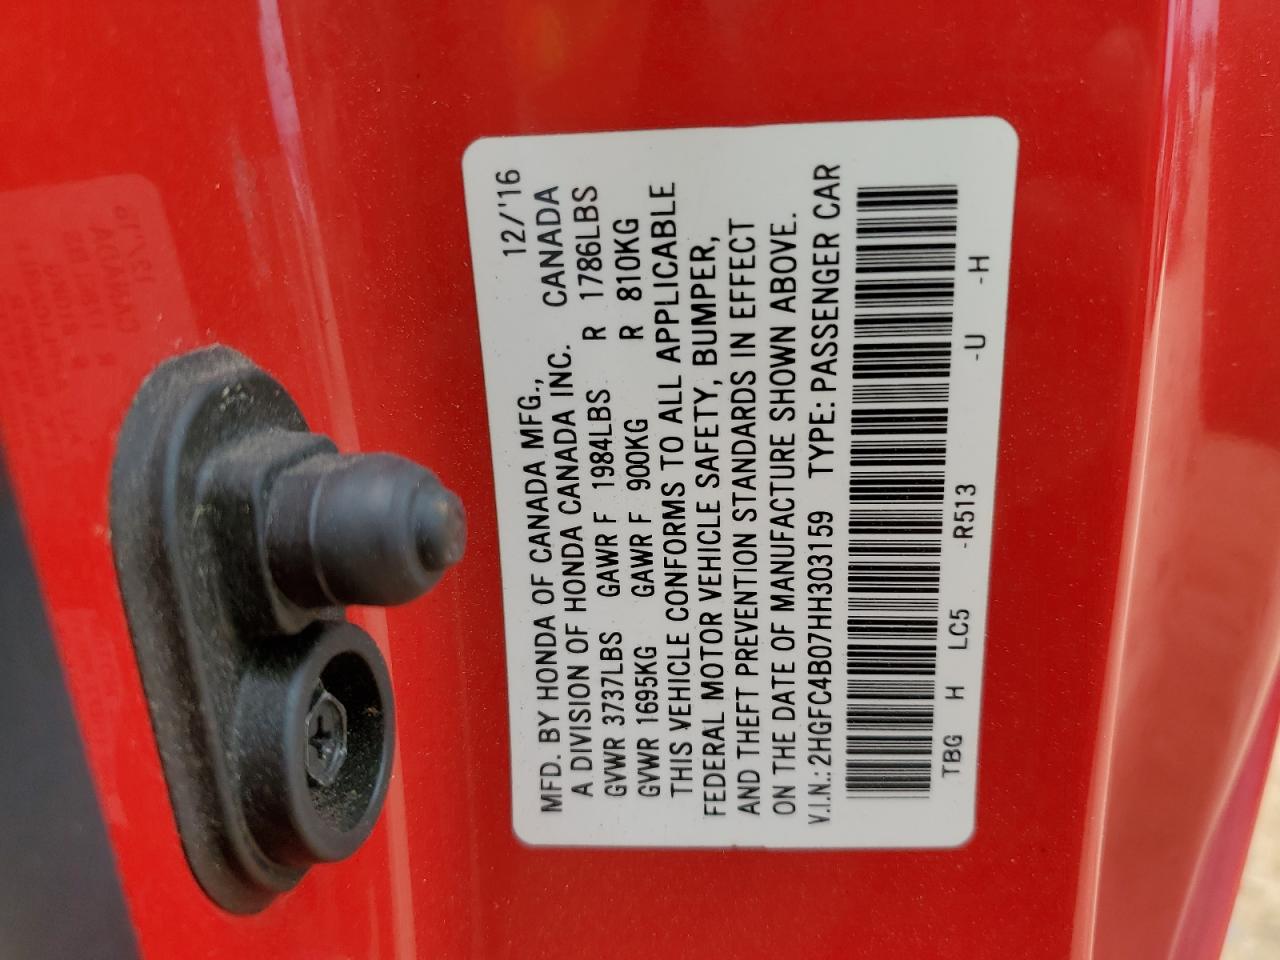 12/'16
MFD. BY HONDA OF CANADA MFG.,
A DIVISION OF HONDA CANADA INC. CANADA
GVWR 3737LBS GAWR F 1984LBS R 1786LBS
GVWR 1695KG GAWR F 900KG R 810KG
THIS VEHICLE CONFORMS TO ALL APPLICABLE
FEDERAL MOTOR VEHICLE SAFETY, BUMPER,
AND THEFT PREVENTION STANDARDS IN EFFECT
ON THE DATE OF MANUFACTURE SHOWN ABOVE.
V.I.N.: 2HGFC4B07HH303159 TYPE: PASSENGER CAR
TBG H LC5 -R513 -U -H